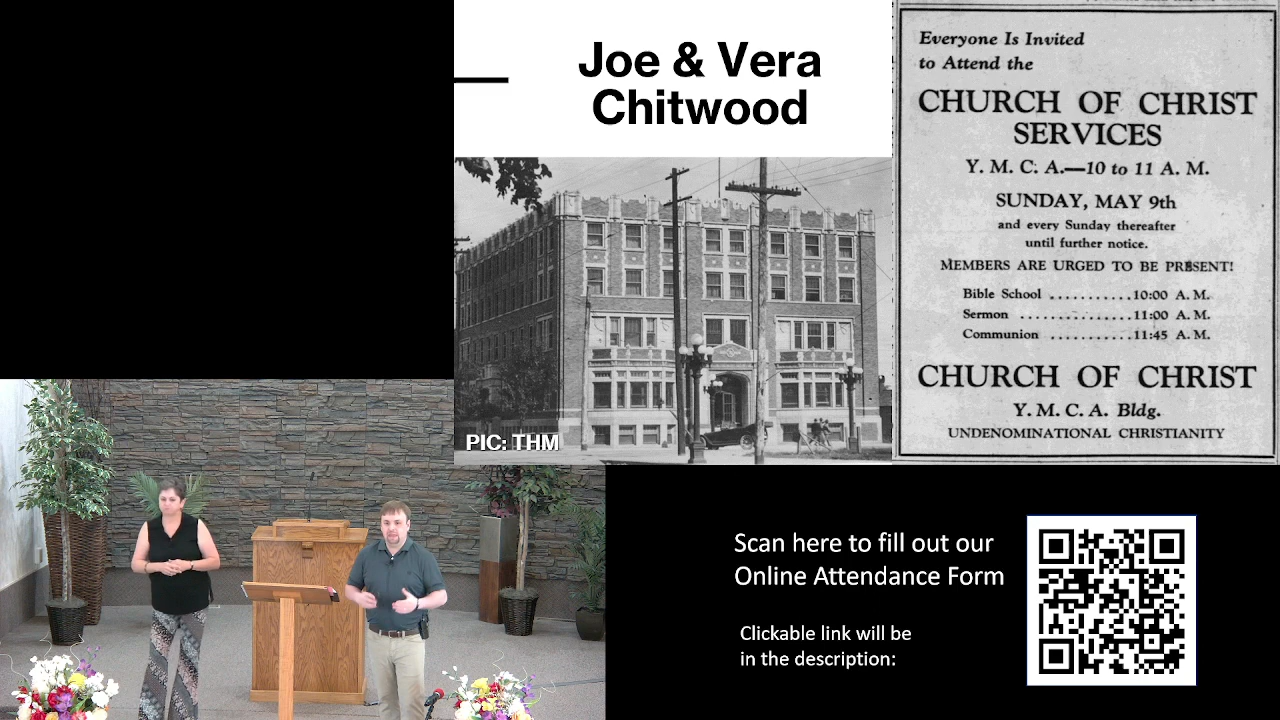 Joe & Vera
Chitwood
PIC: THM
Everyone Is Invited
to Attend the
CHURCH OF CHRIST
SERVICES
Y. M. C. A.—10 to 11 A. M.
SUNDAY, MAY 9th
and every Sunday thereafter
until further notice.
MEMBERS ARE URGED TO BE PRESENT!
Bible School ...........10:00 A. M.
Sermon ...............11:00 A. M.
Communion ...........11:45 A. M.
CHURCH OF CHRIST
Y. M. C. A. Bldg.
UNDENOMINATIONAL CHRISTIANITY
Scan here to fill out our
Online Attendance Form
Clickable link will be
in the description: